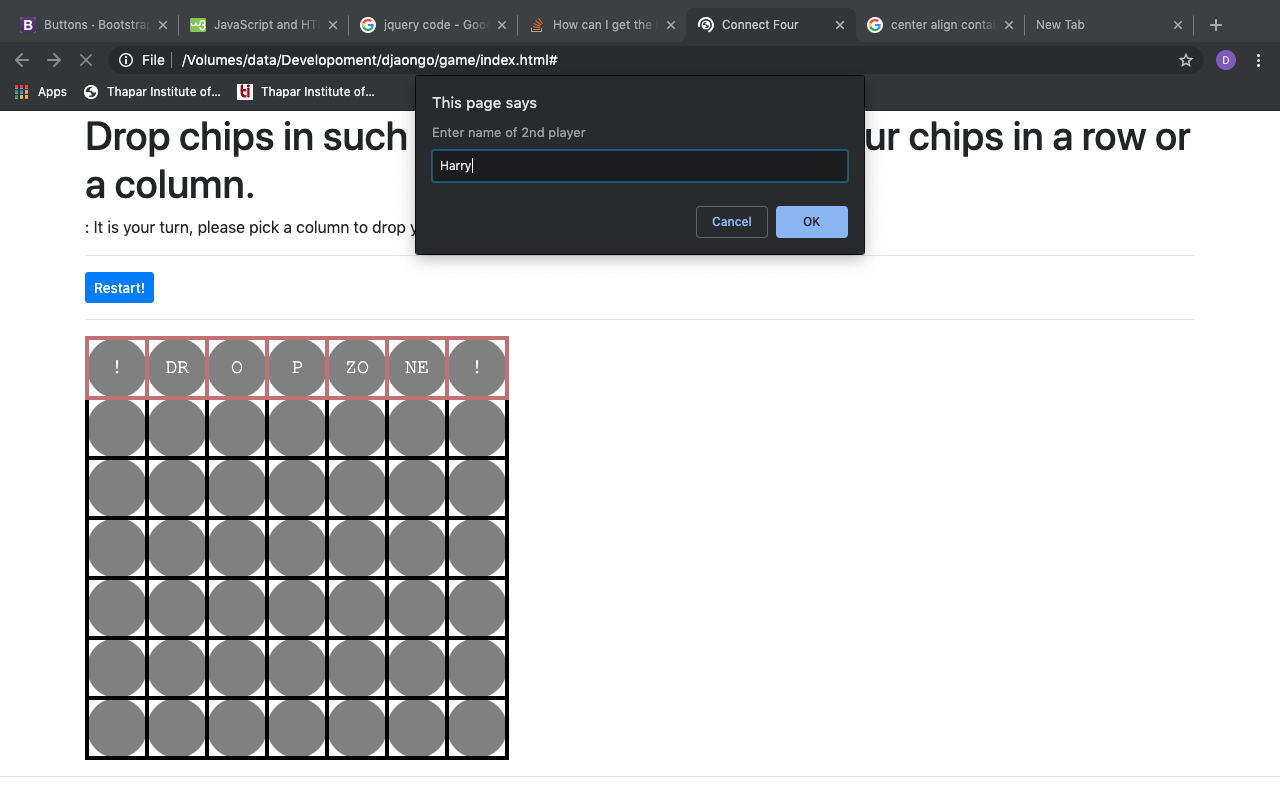 B Buttons · Bootstrap
w3 JavaScript and HT
jquery code - Goo
How can I get the
Connect Four
center align conta
New Tab
File /Volumes/data/Developoment/djaongo/game/index.html#
D
Apps
Thapar Institute of...
ti Thapar Institute of...
This page says
Enter name of 2nd player
Harry
Cancel
OK
Drop chips in such ur chips in a row or
a column.
: It is your turn, please pick a column to drop y
Restart!
! DR O P ZO NE !